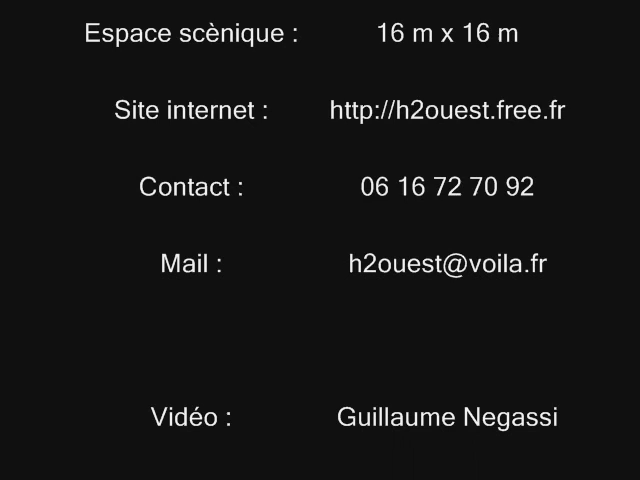 Espace scènique : 16 m x 16 m
Site internet : http://h2ouest.free.fr
Contact : 06 16 72 70 92
Mail : h2ouest@voila.fr
Vidéo : Guillaume Negassi